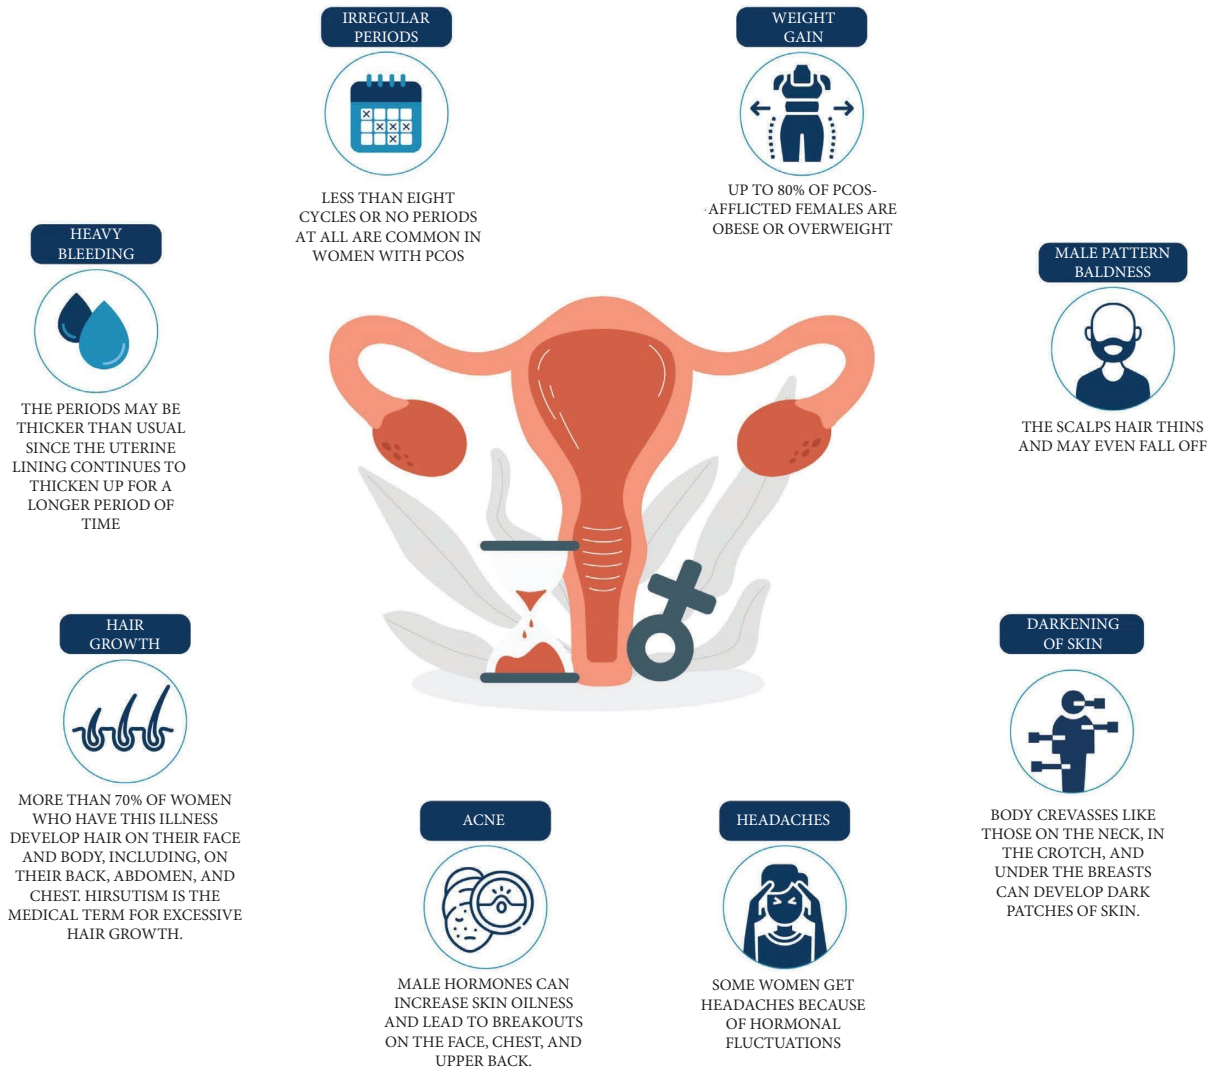 IRREGULAR
PERIODS
LESS THAN EIGHT
CYCLES OR NO PERIODS
AT ALL ARE COMMON IN
WOMEN WITH PCOS
WEIGHT
GAIN
UP TO 80% OF PCOS-
AFFLICTED FEMALES ARE
OBESE OR OVERWEIGHT
HEAVY
BLEEDING
THE PERIODS MAY BE
THICKER THAN USUAL
SINCE THE UTERINE
LINING CONTINUES TO
THICKEN UP FOR A
LONGER PERIOD OF
TIME
MALE PATTERN
BALDNESS
THE SCALPS HAIR THINS
AND MAY EVEN FALL OFF
HAIR
GROWTH
MORE THAN 70% OF WOMEN
WHO HAVE THIS ILLNESS
DEVELOP HAIR ON THEIR FACE
AND BODY, INCLUDING, ON
THEIR BACK, ABDOMEN, AND
CHEST. HIRSUTISM IS THE
MEDICAL TERM FOR EXCESSIVE
HAIR GROWTH.
DARKENING
OF SKIN
BODY CREVASSES LIKE
THOSE ON THE NECK, IN
THE CROTCH, AND
UNDER THE BREASTS
CAN DEVELOP DARK
PATCHES OF SKIN.
ACNE
MALE HORMONES CAN
INCREASE SKIN OILNESS
AND LEAD TO BREAKOUTS
ON THE FACE, CHEST, AND
UPPER BACK.
HEADACHES
SOME WOMEN GET
HEADACHES BECAUSE
OF HORMONAL
FLUCTUATIONS